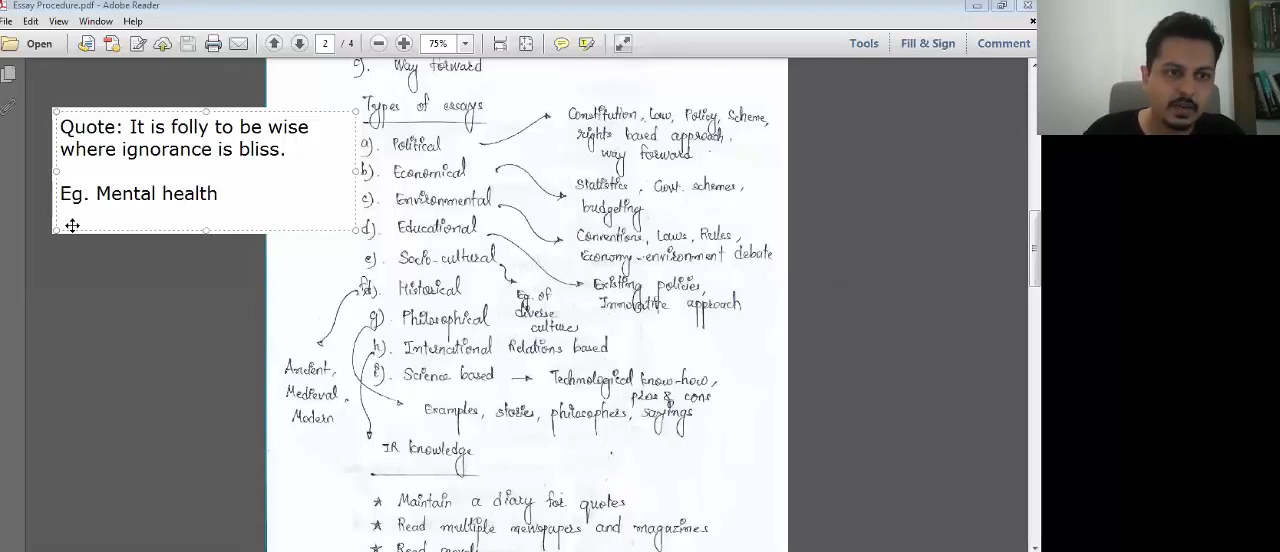 Essay Procedure.pdf - Adobe Reader
File Edit View Window Help
Open 2 / 4 75% Tools Fill & Sign Comment
Way forward
Types of essays
Quote: It is folly to be wise
where ignorance is bliss.
Eg. Mental health
a). Political
Constitution, Law, Policy, Scheme,
rights based approach,
way forward
b). Economical
Statistics, Govt. schemes,
budgeting
c). Environmental
Conventions, Laws, Rules,
Economy-environment debate
d). Educational
Existing policies,
Innovative approach
e). Socio-cultural
Eg. of
diverse
cultures
Historical
Ancient,
Medieval,
Modern
g). Philosophical
h). International Relations based
i). Science based → Technological know-how,
pros & cons
Examples, stories, philosophers, sayings
IR knowledge
* Maintain a diary for quotes
* Read multiple newspapers and magazines
* Read